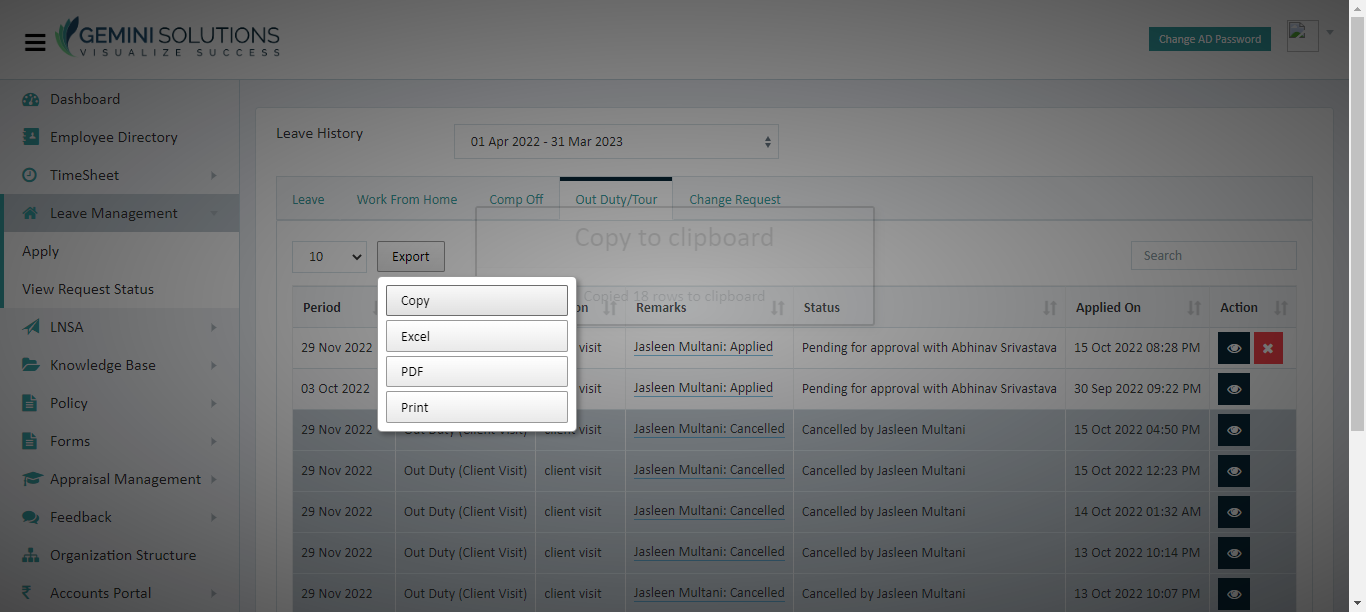 GEMINI SOLUTIONS
VISUALIZE SUCCESS
Change AD Password
Dashboard
Employee Directory
TimeSheet
Leave Management
Apply
View Request Status
LNSA
Knowledge Base
Policy
Forms
Appraisal Management
Feedback
Organization Structure
Accounts Portal
Leave History
01 Apr 2022 - 31 Mar 2023
Leave Work From Home Comp Off Out Duty/Tour Change Request
Copy to clipboard
Copied 18 rows to clipboard
10
Export
Search
Copy
Excel
PDF
Print
Period on Remarks Status Applied On Action
29 Nov 2022 visit Jasleen Multani: Applied Pending for approval with Abhinav Srivastava 15 Oct 2022 08:28 PM
03 Oct 2022 visit Jasleen Multani: Applied Pending for approval with Abhinav Srivastava 30 Sep 2022 09:22 PM
29 Nov 2022 Out Duty (Client Visit) client visit Jasleen Multani: Cancelled Cancelled by Jasleen Multani 15 Oct 2022 04:50 PM
29 Nov 2022 Out Duty (Client Visit) client visit Jasleen Multani: Cancelled Cancelled by Jasleen Multani 15 Oct 2022 12:23 PM
29 Nov 2022 Out Duty (Client Visit) client visit Jasleen Multani: Cancelled Cancelled by Jasleen Multani 14 Oct 2022 01:32 AM
29 Nov 2022 Out Duty (Client Visit) client visit Jasleen Multani: Cancelled Cancelled by Jasleen Multani 13 Oct 2022 10:14 PM
29 Nov 2022 Out Duty (Client Visit) client visit Jasleen Multani: Cancelled Cancelled by Jasleen Multani 13 Oct 2022 10:07 PM